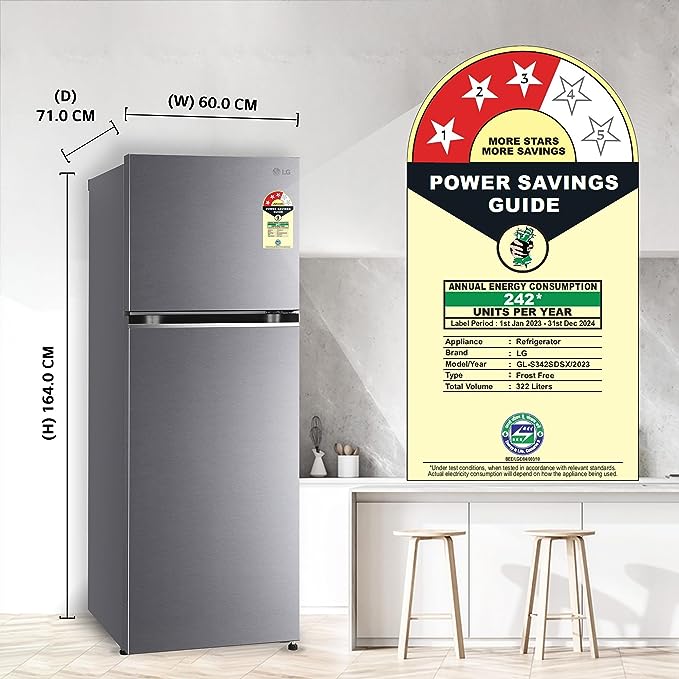 (D)
71.0 CM
(W) 60.0 CM
(H) 164.0 CM
LG
POWER SAVINGS
GUIDE
1 2 3 4 5
MORE STARS
MORE SAVINGS
POWER SAVINGS
GUIDE
ANNUAL ENERGY CONSUMPTION
242*
UNITS PER YEAR
Label Period : 1st Jan 2023 - 31st Dec 2024
Appliance : Refrigerator
Brand : LG
Model/Year : GL-S342SDSX/2023
Type : Frost Free
Total Volume : 322 Liters
*Under test conditions, when tested in accordance with relevant standards.
Actual electricity consumption will depend on how the appliance being used.